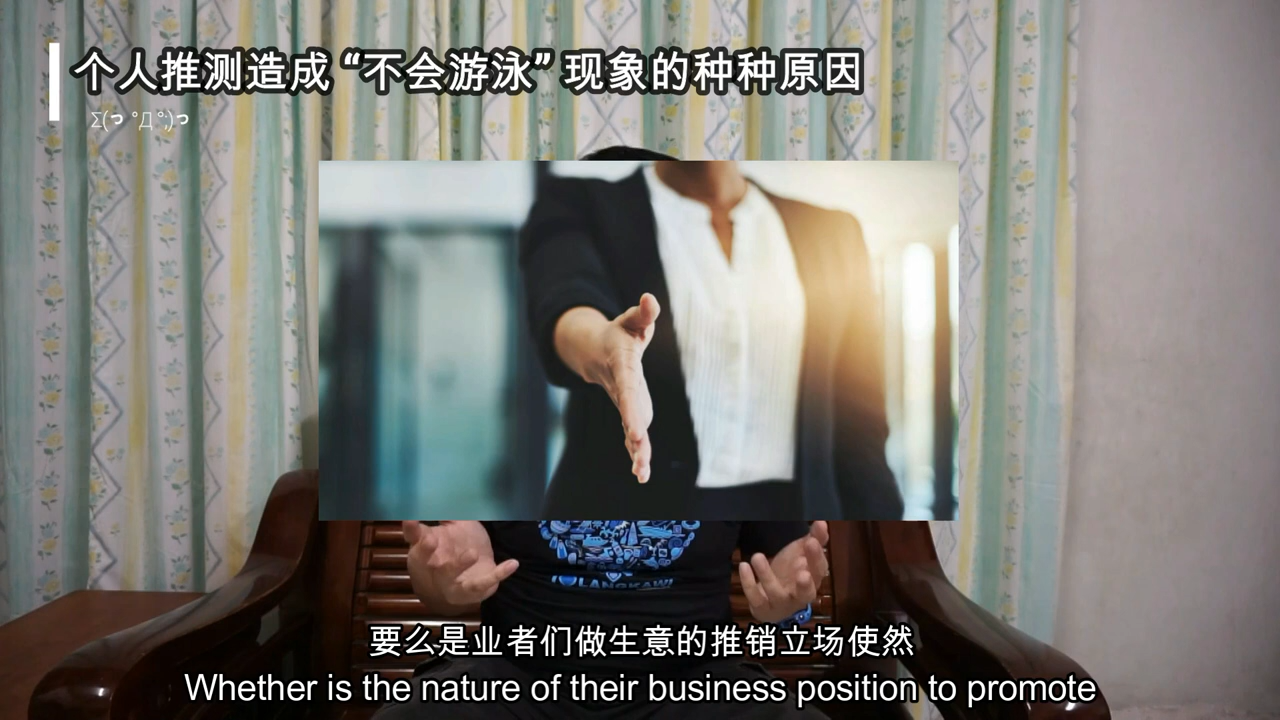 个人推测造成 “不会游泳” 现象的种种原因
Σ(っ °Д °;)っ
LANGKAWI
要么是业者们做生意的推销立场使然
Whether is the nature of their business position to promote